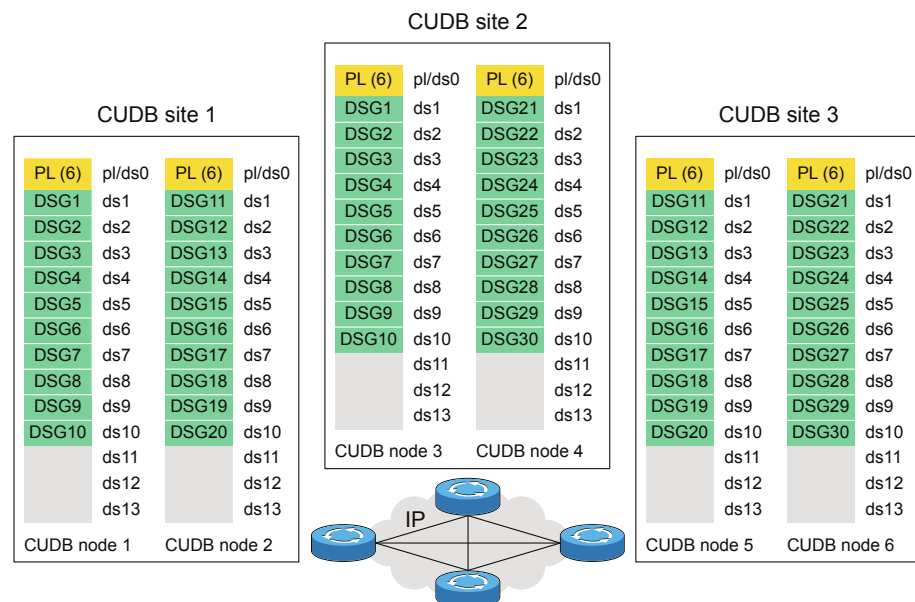 CUDB site 2
PL (6) pl/ds0 PL (6) pl/ds0
DSG1 ds1 DSG21 ds1
DSG2 ds2 DSG22 ds2
DSG3 ds3 DSG23 ds3
DSG4 ds4 DSG24 ds4
DSG5 ds5 DSG25 ds5
DSG6 ds6 DSG26 ds6
DSG7 ds7 DSG27 ds7
DSG8 ds8 DSG28 ds8
DSG9 ds9 DSG29 ds9
DSG10 ds10 DSG30 ds10
ds11 ds11
ds12 ds12
ds13 ds13
CUDB node 3 CUDB node 4
CUDB site 1
PL (6) pl/ds0 PL (6) pl/ds0
DSG1 ds1 DSG11 ds1
DSG2 ds2 DSG12 ds2
DSG3 ds3 DSG13 ds3
DSG4 ds4 DSG14 ds4
DSG5 ds5 DSG15 ds5
DSG6 ds6 DSG16 ds6
DSG7 ds7 DSG17 ds7
DSG8 ds8 DSG18 ds8
DSG9 ds9 DSG19 ds9
DSG10 ds10 DSG20 ds10
ds11 ds11
ds12 ds12
ds13 ds13
CUDB node 1 CUDB node 2
CUDB site 3
PL (6) pl/ds0 PL (6) pl/ds0
DSG11 ds1 DSG21 ds1
DSG12 ds2 DSG22 ds2
DSG13 ds3 DSG23 ds3
DSG14 ds4 DSG24 ds4
DSG15 ds5 DSG25 ds5
DSG16 ds6 DSG26 ds6
DSG17 ds7 DSG27 ds7
DSG18 ds8 DSG28 ds8
DSG19 ds9 DSG29 ds9
DSG20 ds10 DSG30 ds10
ds11 ds11
ds12 ds12
ds13 ds13
CUDB node 5 CUDB node 6
IP